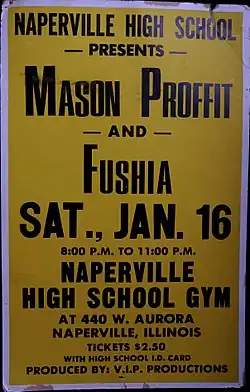 NAPERVILLE HIGH SCHOOL
— PRESENTS —
MASON PROFFIT
— AND —
FUSHIA
SAT., JAN. 16
8:00 P.M. TO 11:00 P.M.
NAPERVILLE
HIGH SCHOOL GYM
AT 440 W. AURORA
NAPERVILLE, ILLINOIS
TICKETS $2.50
WITH HIGH SCHOOL I.D. CARD
PRODUCED BY: V.I.P. PRODUCTIONS